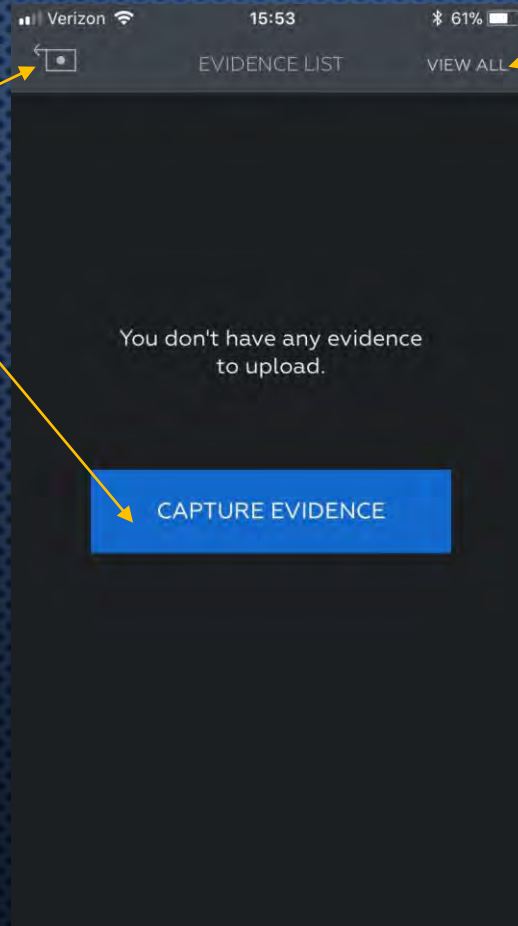 Verizon 15:53 61%
EVIDENCE LIST VIEW ALL
You don't have any evidence
to upload.
CAPTURE EVIDENCE